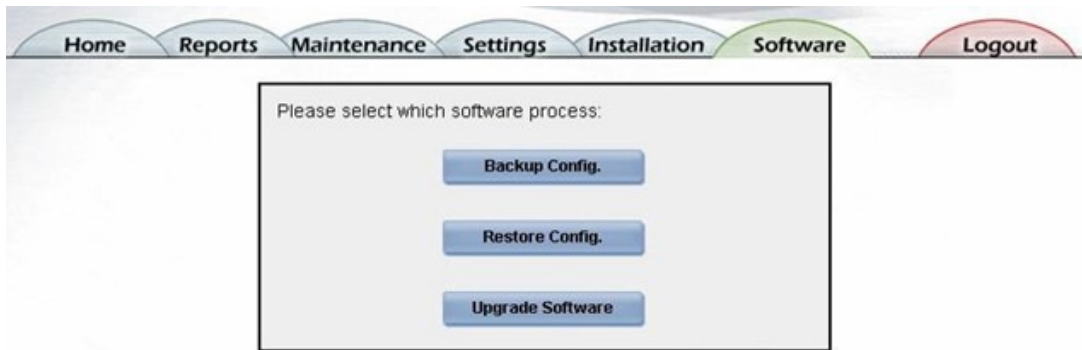 Home Reports Maintenance Settings Installation Software Logout
Please select which software process:
Backup Config.
Restore Config.
Upgrade Software